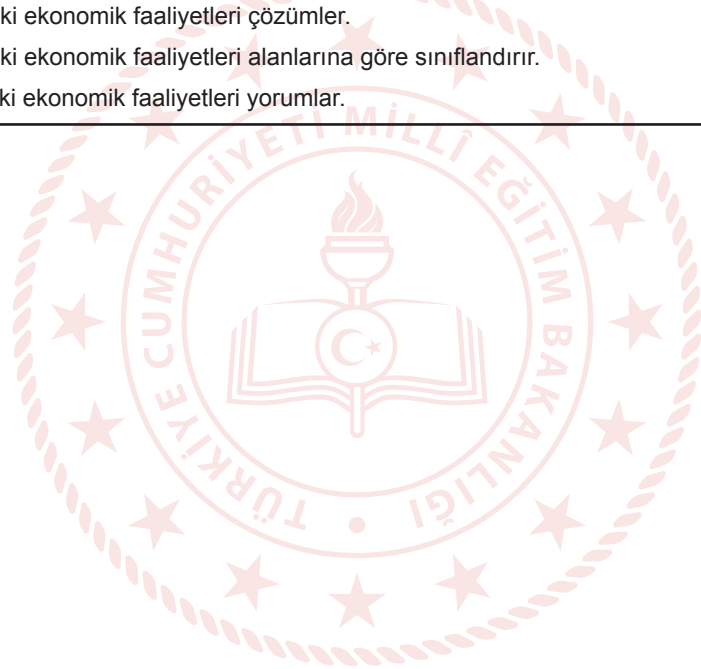 ki ekonomik faaliyetleri çözümler.
ki ekonomik faaliyetleri alanlarına göre sınıflandırır.
ki ekonomik faaliyetleri yorumlar.
TÜRKİYE CUMHURİYETİ MİLLÎ EĞİTİM BAKANLIĞI